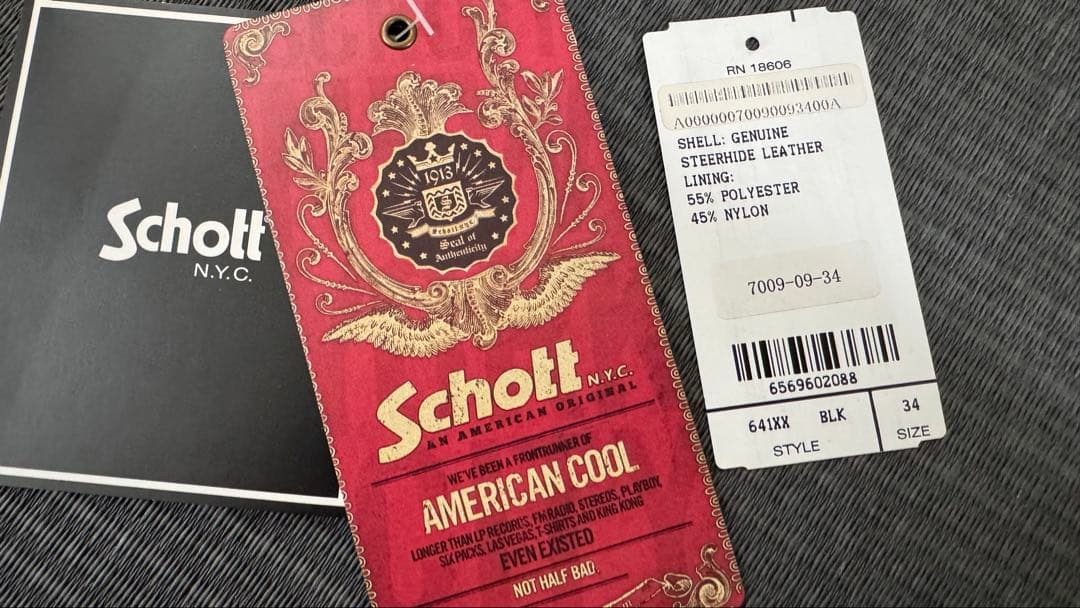 Schott
N.Y.C.
1913
Schott NYC
Seal of
Authenticity
Schott N.Y.C.
AN AMERICAN ORIGINAL
WE'VE BEEN A FRONTRUNNER OF
AMERICAN COOL
LONGER THAN LP RECORDS, FM RADIO, STEREOS, PLAYBOY,
SIX PACKS, LAS VEGAS, T-SHIRTS AND KING KONG
EVEN EXISTED
NOT HALF BAD.
RN 18606
A00000070090093400A
SHELL: GENUINE
STEERHIDE LEATHER
LINING:
55% POLYESTER
45% NYLON
7009-09-34
6569602088
641XX BLK
STYLE
34
SIZE